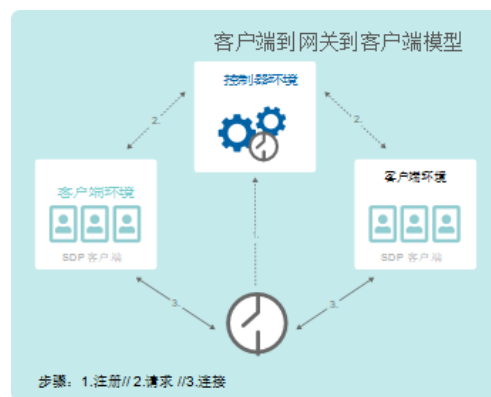 客户端到网关到客户端模型
控制器环境
2.
2.
客户端环境
SDP 客户端
客户端环境
SDP 客户端
1.
3.
3.
步骤：1.注册// 2.请求 //3.连接